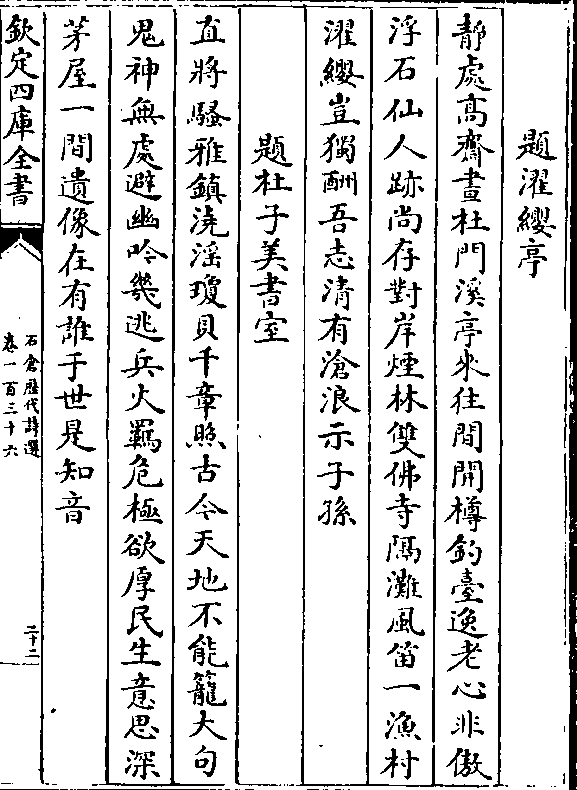 題濯纓亭
静處高齋晝杜門溪亭來往間開樽釣臺逸老心非傲
浮石仙人跡尚存對岸煙林雙佛寺隔灘風笛一漁村
濯纓豈獨酬吾志清有滄浪示子孫
題杜子美書室
直將騷雅鎮澆淫瓊貝千章照古今天地不能籠大句
鬼神無處避幽吟幾逃兵火羈危極欲厚民生意思深
茅屋一間遺像在有誰于世是知音
欽定四庫全書
石倉歷代詩選
卷一百三十六
二十二